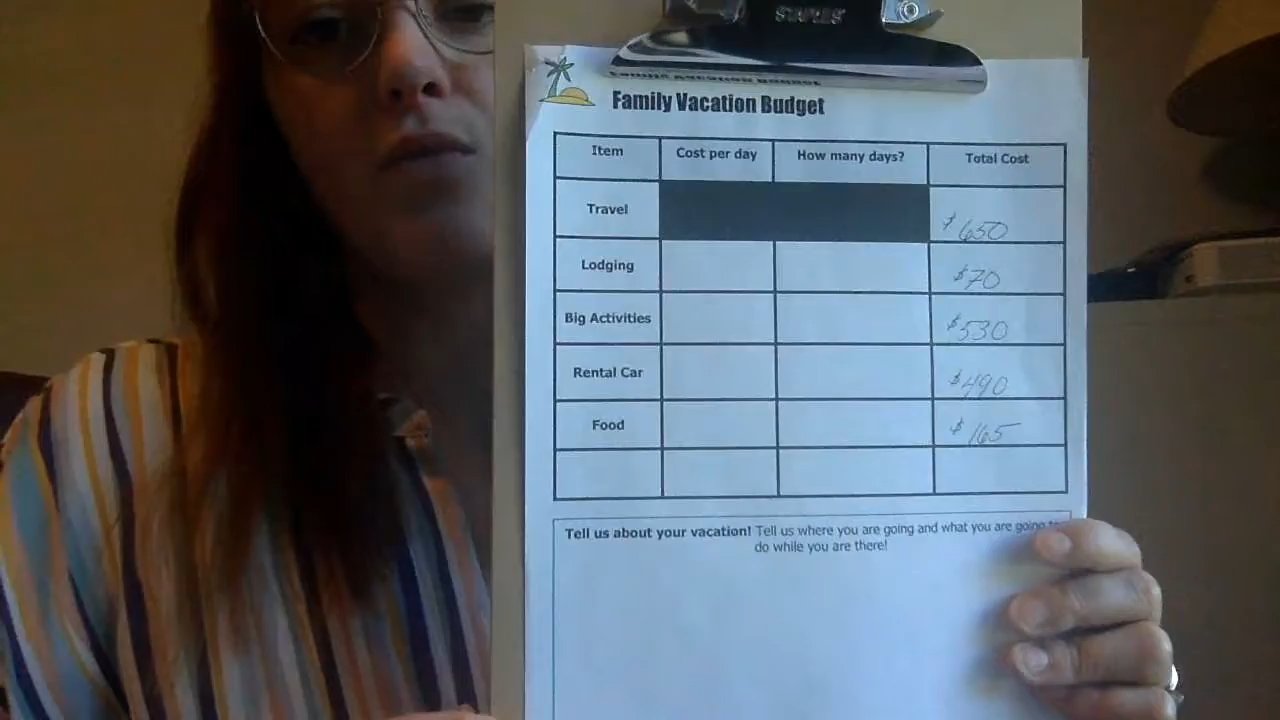 STAPLES
Family Vacation Budget
Item Cost per day How many days? Total Cost
Travel $650
Lodging $70
Big Activities $530
Rental Car $490
Food $165
Tell us about your vacation! Tell us where you are going and what you are going to
do while you are there!